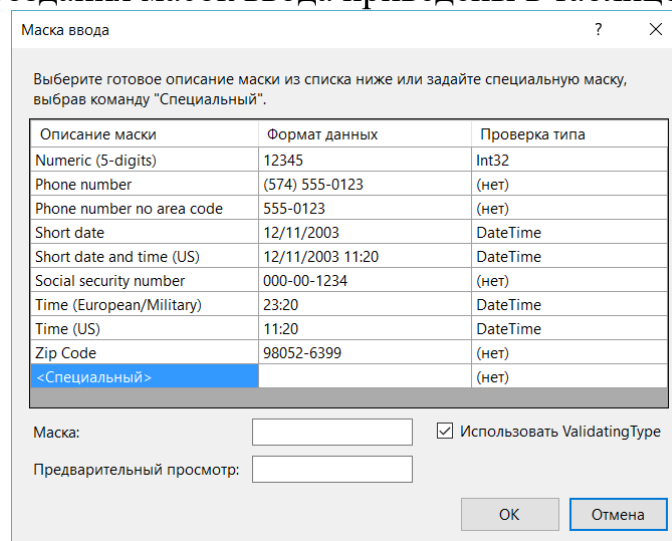 Маска ввода ? ×
Выберите готовое описание маски из списка ниже или задайте специальную маску,
выбрав команду "Специальный".
Описание маски Формат данных Проверка типа
Numeric (5-digits) 12345 Int32
Phone number (574) 555-0123 (нет)
Phone number no area code 555-0123 (нет)
Short date 12/11/2003 DateTime
Short date and time (US) 12/11/2003 11:20 DateTime
Social security number 000-00-1234 (нет)
Time (European/Military) 23:20 DateTime
Time (US) 11:20 DateTime
Zip Code 98052-6399 (нет)
<Специальный> (нет)
Маска: Использовать ValidatingType
Предварительный просмотр:
OK Отмена